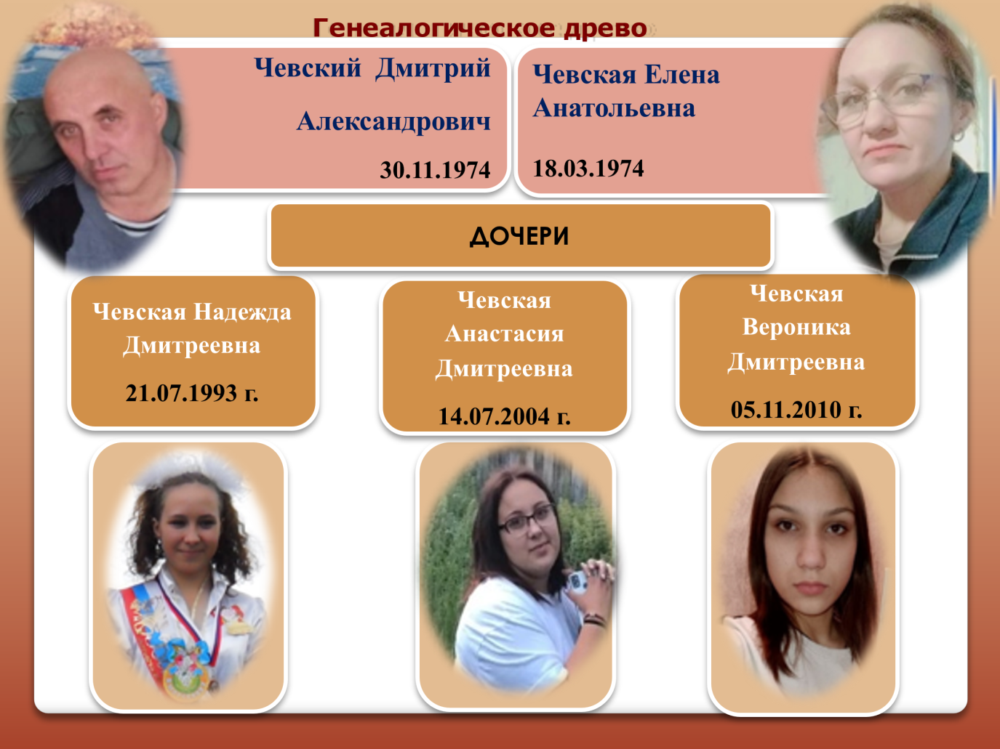 Генеалогическое древо
Чевский Дмитрий
Александрович
30.11.1974
Чевская Елена
Анатольевна
18.03.1974
ДОЧЕРИ
Чевская Надежда
Дмитреевна
21.07.1993 г.
Чевская
Анастасия
Дмитреевна
14.07.2004 г.
Чевская
Вероника
Дмитреевна
05.11.2010 г.